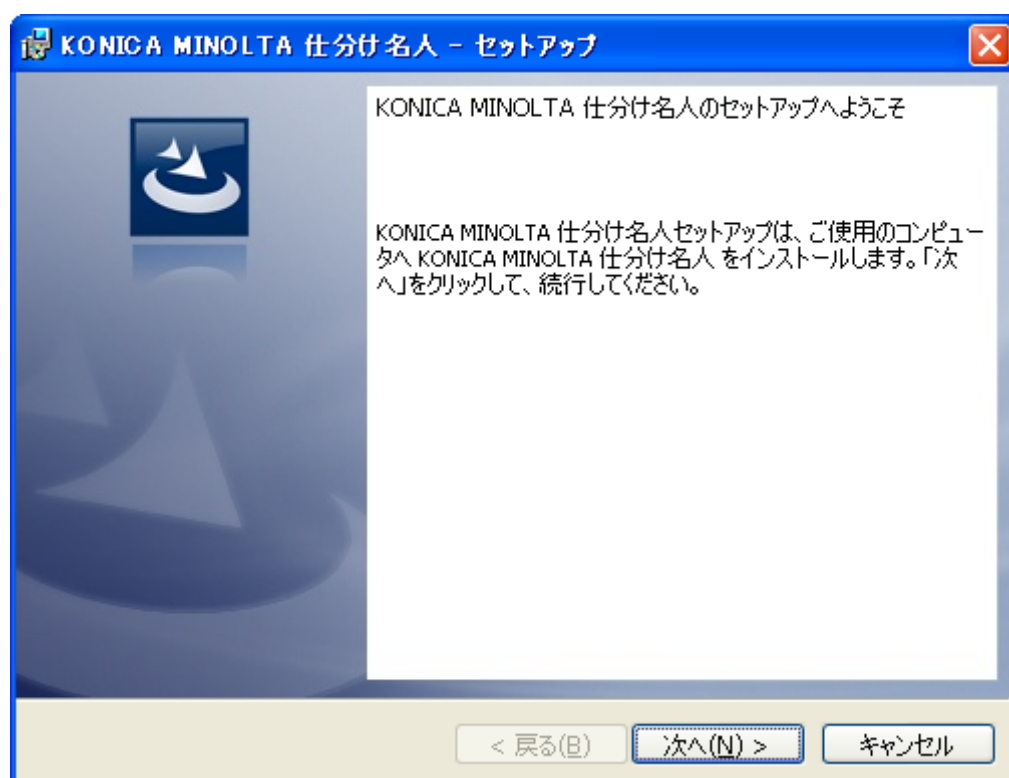 KONICA MINOLTA 仕分け名人 - セットアップ
KONICA MINOLTA 仕分け名人のセットアップへようこそ
KONICA MINOLTA 仕分け名人セットアップは、ご使用のコンピュー
タへ KONICA MINOLTA 仕分け名人 をインストールします。「次
へ」をクリックして、続行してください。
< 戻る(B)
次へ(N) >
キャンセル